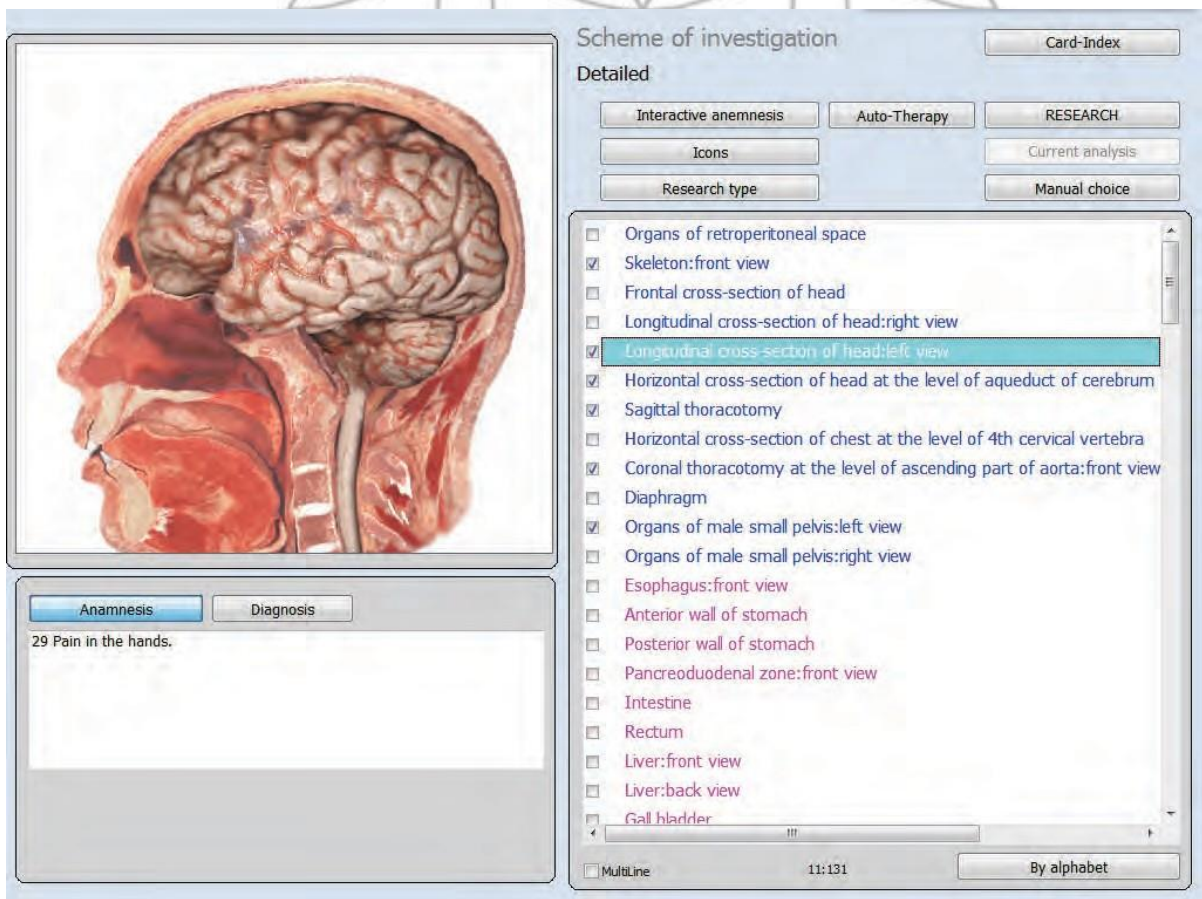 Scheme of investigation
Card-Index
Detailed
Interactive anemnesis
Auto-Therapy
RESEARCH
Icons
Current analysis
Research type
Manual choice
Organs of retroperitoneal space
Skeleton:front view
Frontal cross-section of head
Longitudinal cross-section of head:right view
Longitudinal cross-section of head:left view
Horizontal cross-section of head at the level of aqueduct of cerebrum
Sagittal thoracotomy
Horizontal cross-section of chest at the level of 4th cervical vertebra
Coronal thoracotomy at the level of ascending part of aorta:front view
Diaphragm
Organs of male small pelvis:left view
Organs of male small pelvis:right view
Esophagus:front view
Anterior wall of stomach
Posterior wall of stomach
Pancreoduodenal zone:front view
Intestine
Rectum
Liver:front view
Liver:back view
Gall bladder
MultiLine
11:131
By alphabet
Anamnesis
Diagnosis
29 Pain in the hands.